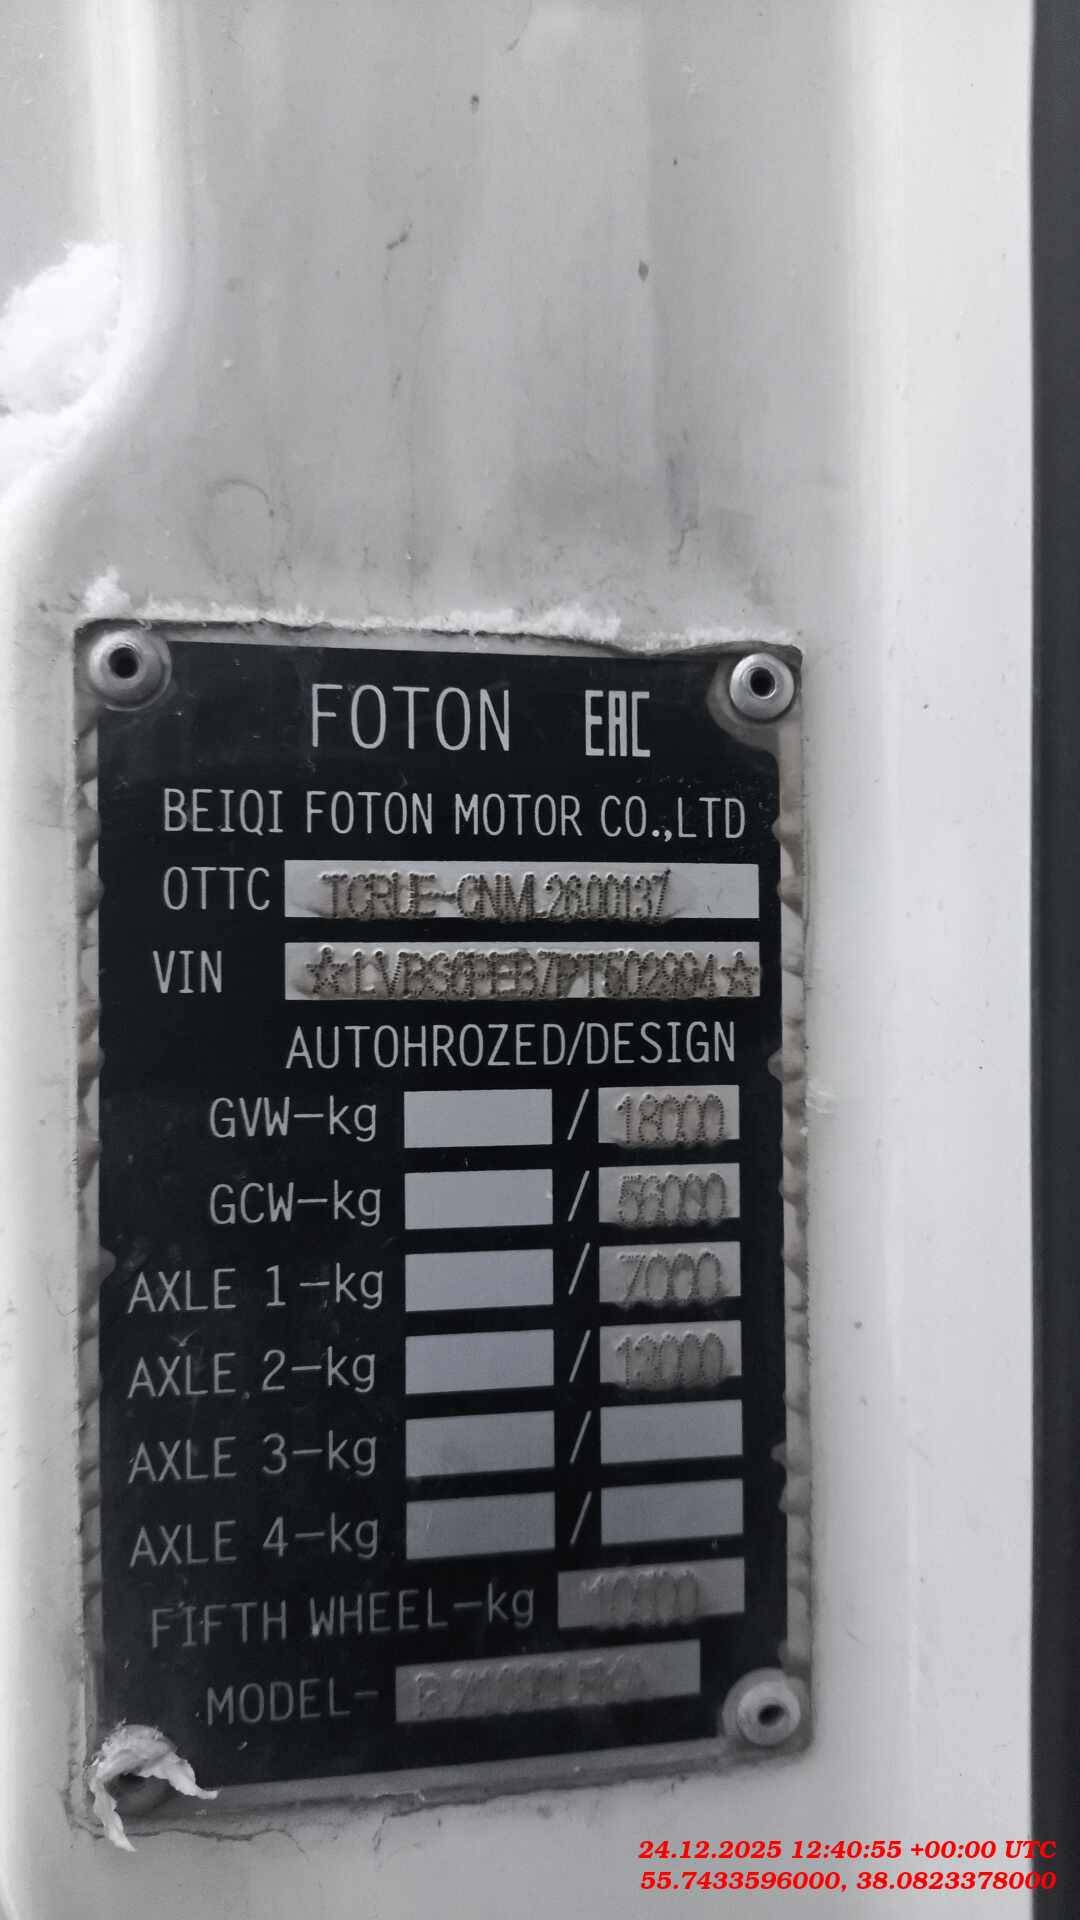 FOTON EAC
BEIQI FOTON MOTOR CO.,LTD
OTTC
VIN
AUTOHROZED/DESIGN
GVW-kg / 18000
GCW-kg / 56000
AXLE 1-kg / 7000
AXLE 2-kg / 13000
AXLE 3-kg /
AXLE 4-kg /
FIFTH WHEEL-kg
MODEL-
24.12.2025 12:40:55 +00:00 UTC
55.7433596000, 38.0823378000